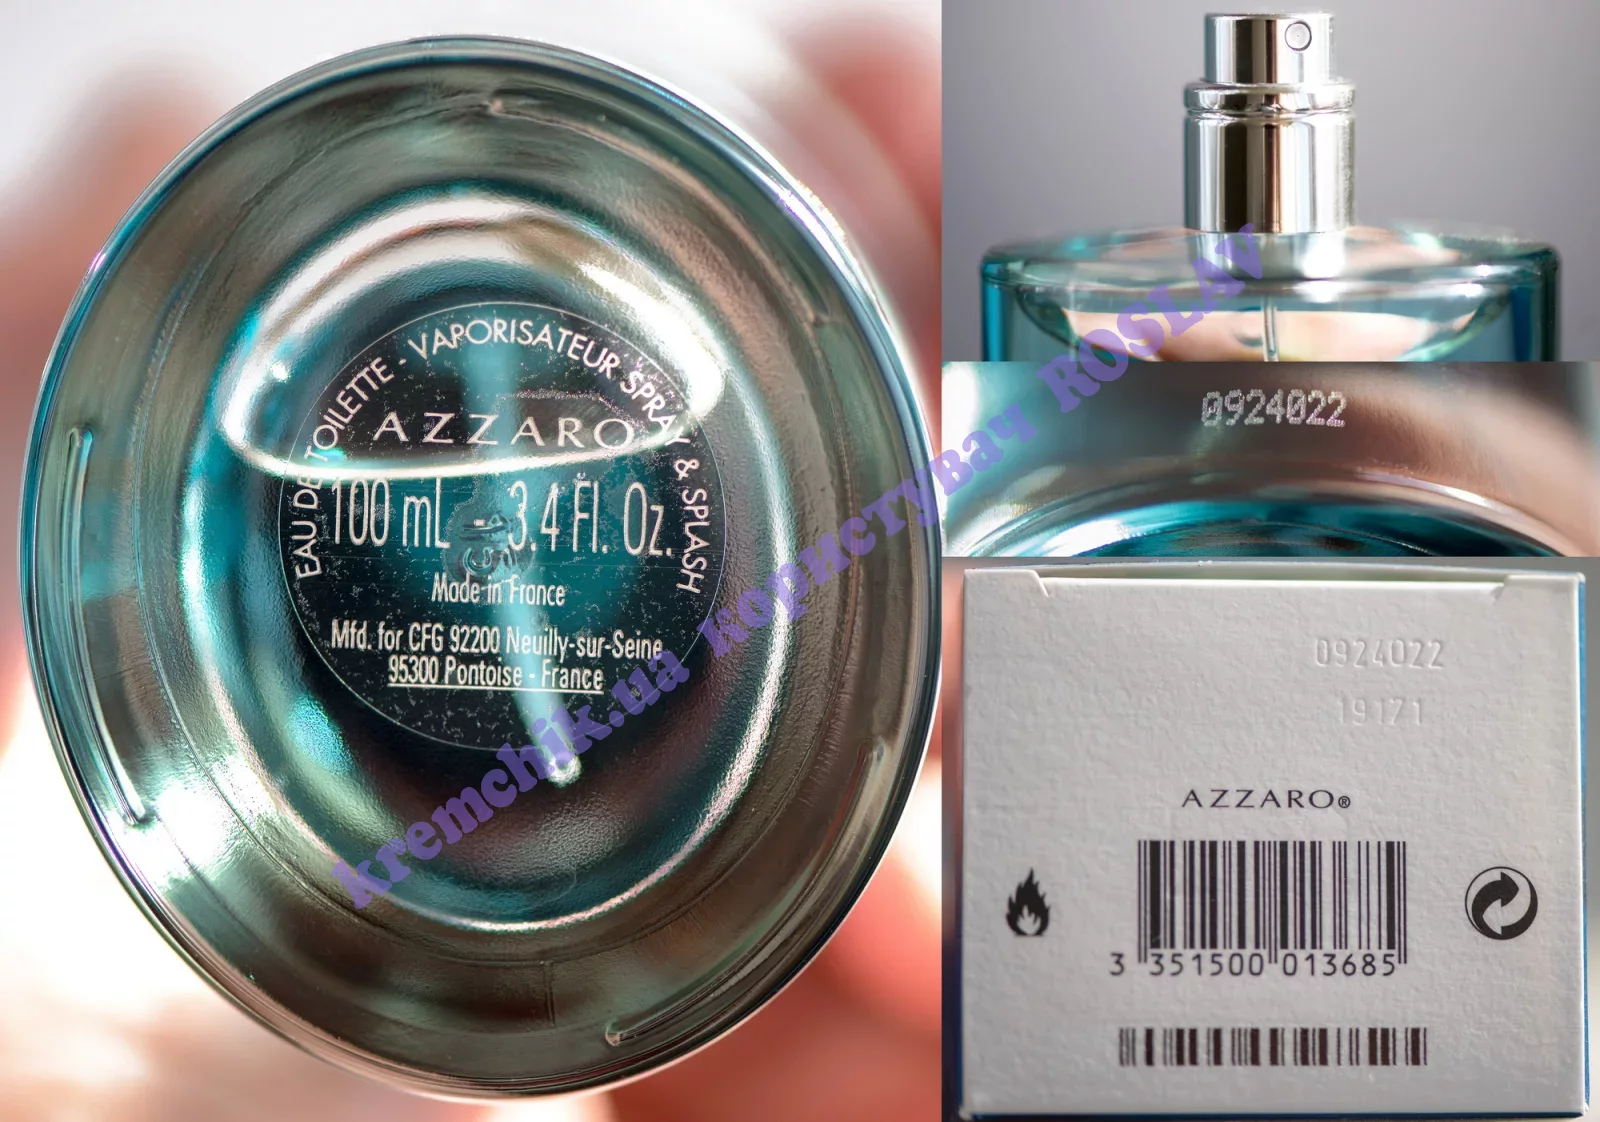 EAU DE TOILETTE - VAPORISATEUR SPRAY & SPLASH
AZZARO
100 mL - 3.4 Fl. Oz.
Made in France
Mfd. for CFG 92200 Neuilly-sur-Seine
95300 Pontoise - France
0924022
0924022
19171
AZZARO®
3 351500 013685
kremchik.ua користувач ROSLAV